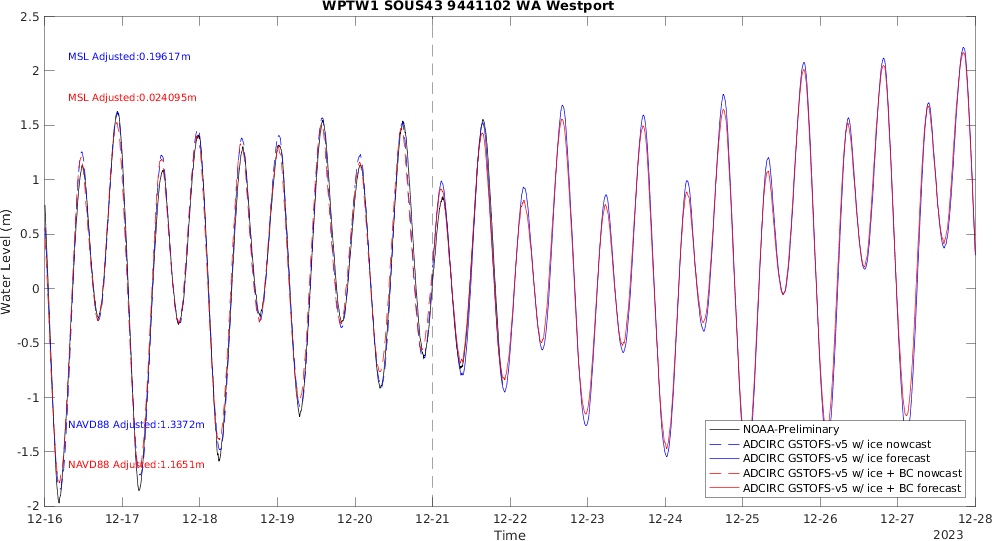 WPTW1 SOUS43 9441102 WA Westport
2.5
2
1.5
1
0.5
0
-0.5
-1
-1.5
-2
Water Level (m)
MSL Adjusted:0.19617m
MSL Adjusted:0.024095m
NAVD88 Adjusted:1.3372m
NAVD88 Adjusted:1.1651m
NOAA-Preliminary
ADCIRC GSTOFS-v5 w/ ice nowcast
ADCIRC GSTOFS-v5 w/ ice forecast
ADCIRC GSTOFS-v5 w/ ice + BC nowcast
ADCIRC GSTOFS-v5 w/ ice + BC forecast
12-16 12-17 12-18 12-19 12-20 12-21 12-22 12-23 12-24 12-25 12-26 12-27 12-28
Time
2023